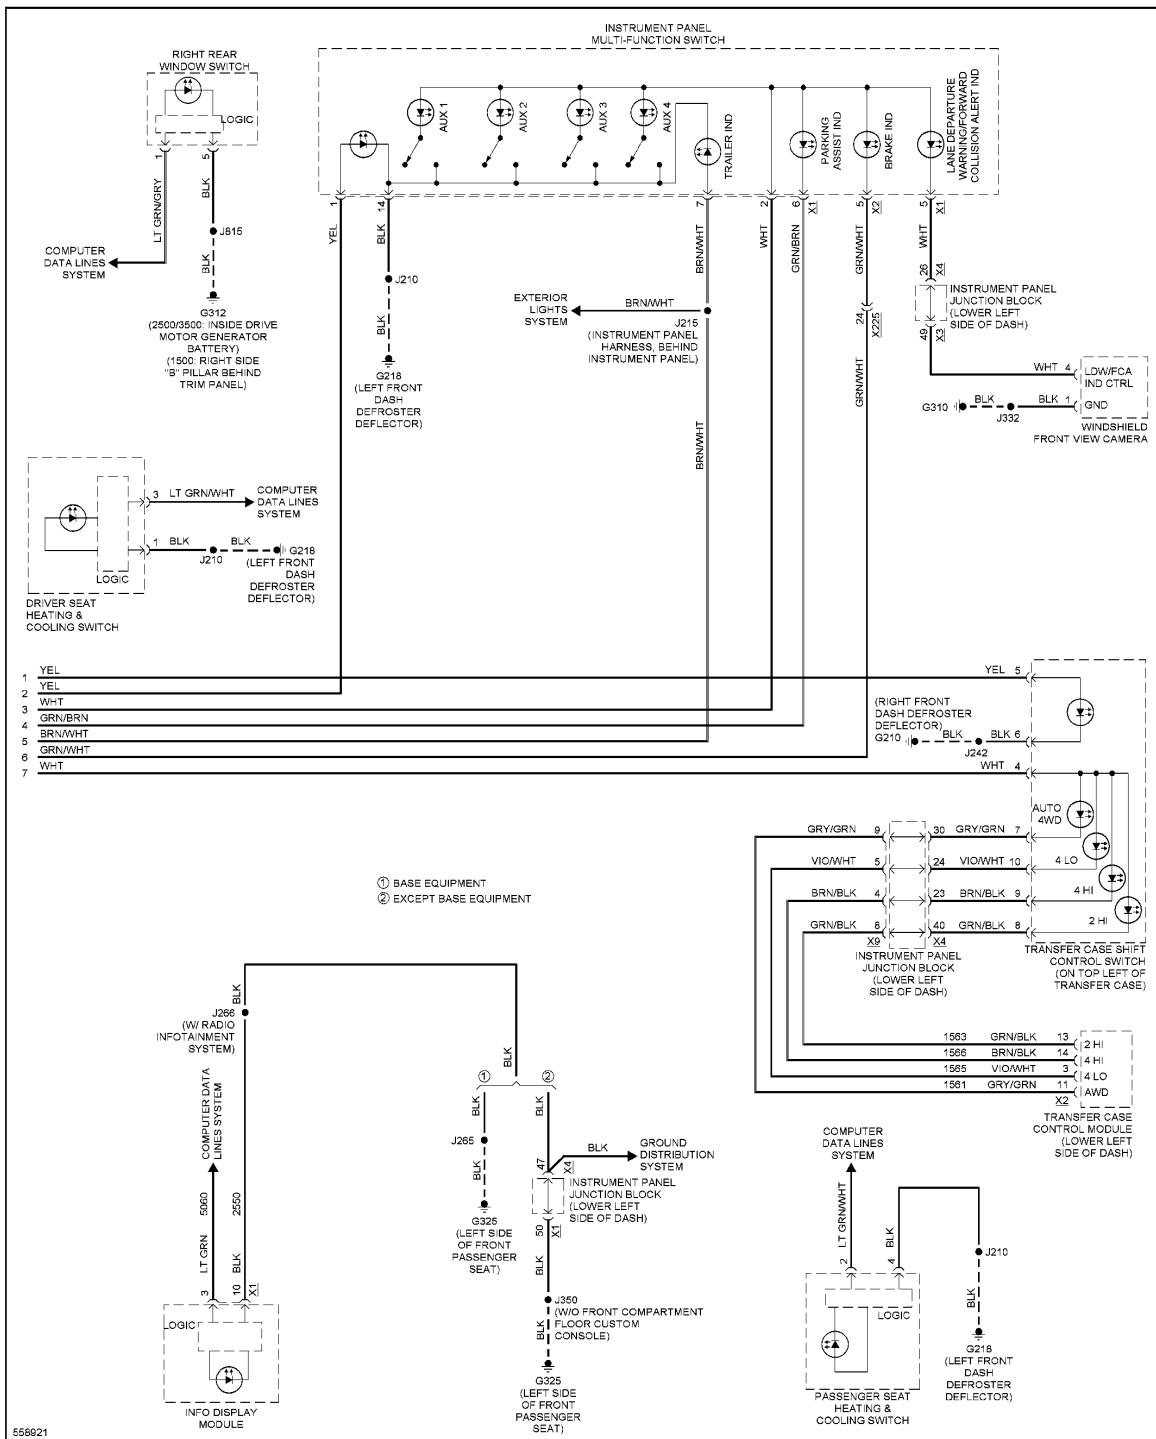 INSTRUMENT PANEL
MULTI-FUNCTION SWITCH
RIGHT REAR
WINDOW SWITCH
LOGIC
1
5
LT GRN/GRY
BLK
J815
BLK
COMPUTER
DATA LINES
SYSTEM
G312
(2500/3500: INSIDE DRIVE
MOTOR GENERATOR
BATTERY)
(1500: RIGHT SIDE
"B" PILLAR BEHIND
TRIM PANEL)
AUX 1
AUX 2
AUX 3
AUX 4
TRAILER IND
PARKING
ASSIST IND
BRAKE IND
LANE DEPARTURE
WARNING/FORWARD
COLLISION ALERT IND
1
14
7
2
6
X1
5
X2
5
X1
YEL
BLK
BRN/WHT
WHT
GRN/BRN
GRN/WHT
WHT
J210
BLK
G218
(LEFT FRONT
DASH
DEFROSTER
DEFLECTOR)
EXTERIOR
LIGHTS
SYSTEM
BRN/WHT
J215
(INSTRUMENT PANEL
HARNESS, BEHIND
INSTRUMENT PANEL)
BRN/WHT
24
X225
GRN/WHT
26
X4
INSTRUMENT PANEL
JUNCTION BLOCK
(LOWER LEFT
SIDE OF DASH)
49
X3
WHT 4
LDW/FCA
IND CTRL
G310
BLK
J332
BLK 1
GND
WINDSHIELD
FRONT VIEW CAMERA
3
LT GRN/WHT
COMPUTER
DATA LINES
SYSTEM
1
BLK
J210
BLK
G218
(LEFT FRONT
DASH
DEFROSTER
DEFLECTOR)
LOGIC
DRIVER SEAT
HEATING &
COOLING SWITCH
1 YEL
2 YEL
3 WHT
4 GRN/BRN
5 BRN/WHT
6 GRN/WHT
7 WHT
YEL 5
(RIGHT FRONT
DASH DEFROSTER
DEFLECTOR)
G210
BLK
J242
BLK 6
WHT 4
AUTO
4WD
4 LO
4 HI
2 HI
GRY/GRN 9 30 GRY/GRN 7
VIO/WHT 5 24 VIO/WHT 10
BRN/BLK 4 23 BRN/BLK 9
GRN/BLK 8 40 GRN/BLK 8
X9 X4
INSTRUMENT PANEL
JUNCTION BLOCK
(LOWER LEFT
SIDE OF DASH)
TRANSFER CASE SHIFT
CONTROL SWITCH
(ON TOP LEFT OF
TRANSFER CASE)
① BASE EQUIPMENT
② EXCEPT BASE EQUIPMENT
1563 GRN/BLK 13 2 HI
1566 BRN/BLK 14 4 HI
1565 VIO/WHT 3 4 LO
1561 GRY/GRN 11 AWD
X2
TRANSFER CASE
CONTROL MODULE
(LOWER LEFT
SIDE OF DASH)
BLK
J266
(W/ RADIO
INFOTAINMENT
SYSTEM)
COMPUTER DATA
LINES SYSTEM
5060
LT GRN
3
2550
BLK
10
X1
LOGIC
INFO DISPLAY
MODULE
BLK
①
②
BLK
J265
BLK
G325
(LEFT SIDE
OF FRONT
PASSENGER
SEAT)
BLK
BLK
GROUND
DISTRIBUTION
SYSTEM
47
X4
INSTRUMENT PANEL
JUNCTION BLOCK
(LOWER LEFT
SIDE OF DASH)
50
X1
BLK
J350
(W/O FRONT COMPARTMENT
FLOOR CUSTOM
CONSOLE)
BLK
G325
(LEFT SIDE
OF FRONT
PASSENGER
SEAT)
COMPUTER
DATA LINES
SYSTEM
LT GRN/WHT
2
BLK
4
J210
BLK
G218
(LEFT FRONT
DASH
DEFROSTER
DEFLECTOR)
LOGIC
PASSENGER SEAT
HEATING &
COOLING SWITCH
558921